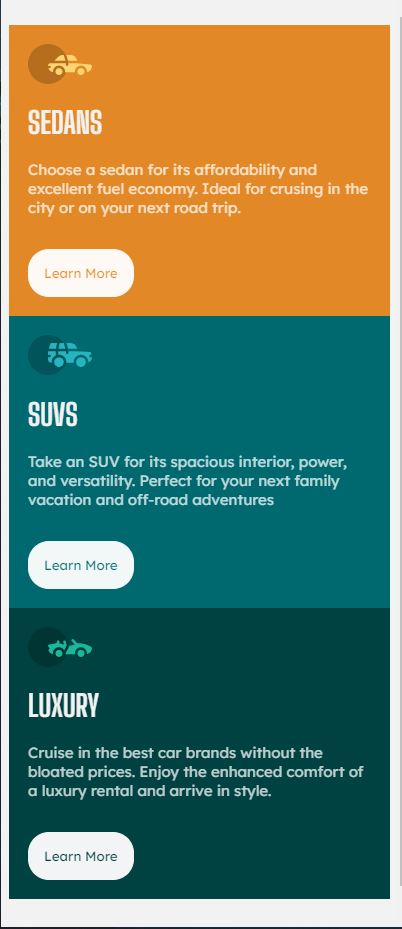 SEDANS
Choose a sedan for its affordability and
excellent fuel economy. Ideal for crusing in the
city or on your next road trip.
Learn More
SUVS
Take an SUV for its spacious interior, power,
and versatility. Perfect for your next family
vacation and off-road adventures
Learn More
LUXURY
Cruise in the best car brands without the
bloated prices. Enjoy the enhanced comfort of
a luxury rental and arrive in style.
Learn More